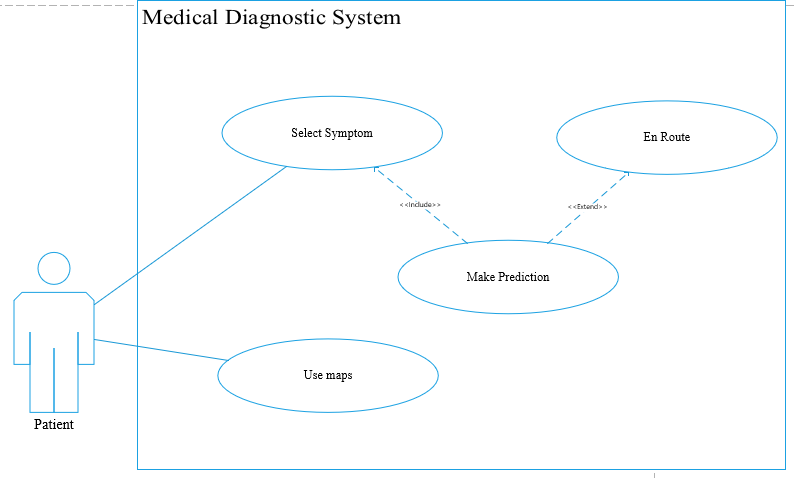 Medical Diagnostic System
Select Symptom
En Route
<<Include>>
<<Extend>>
Make Prediction
Use maps
Patient